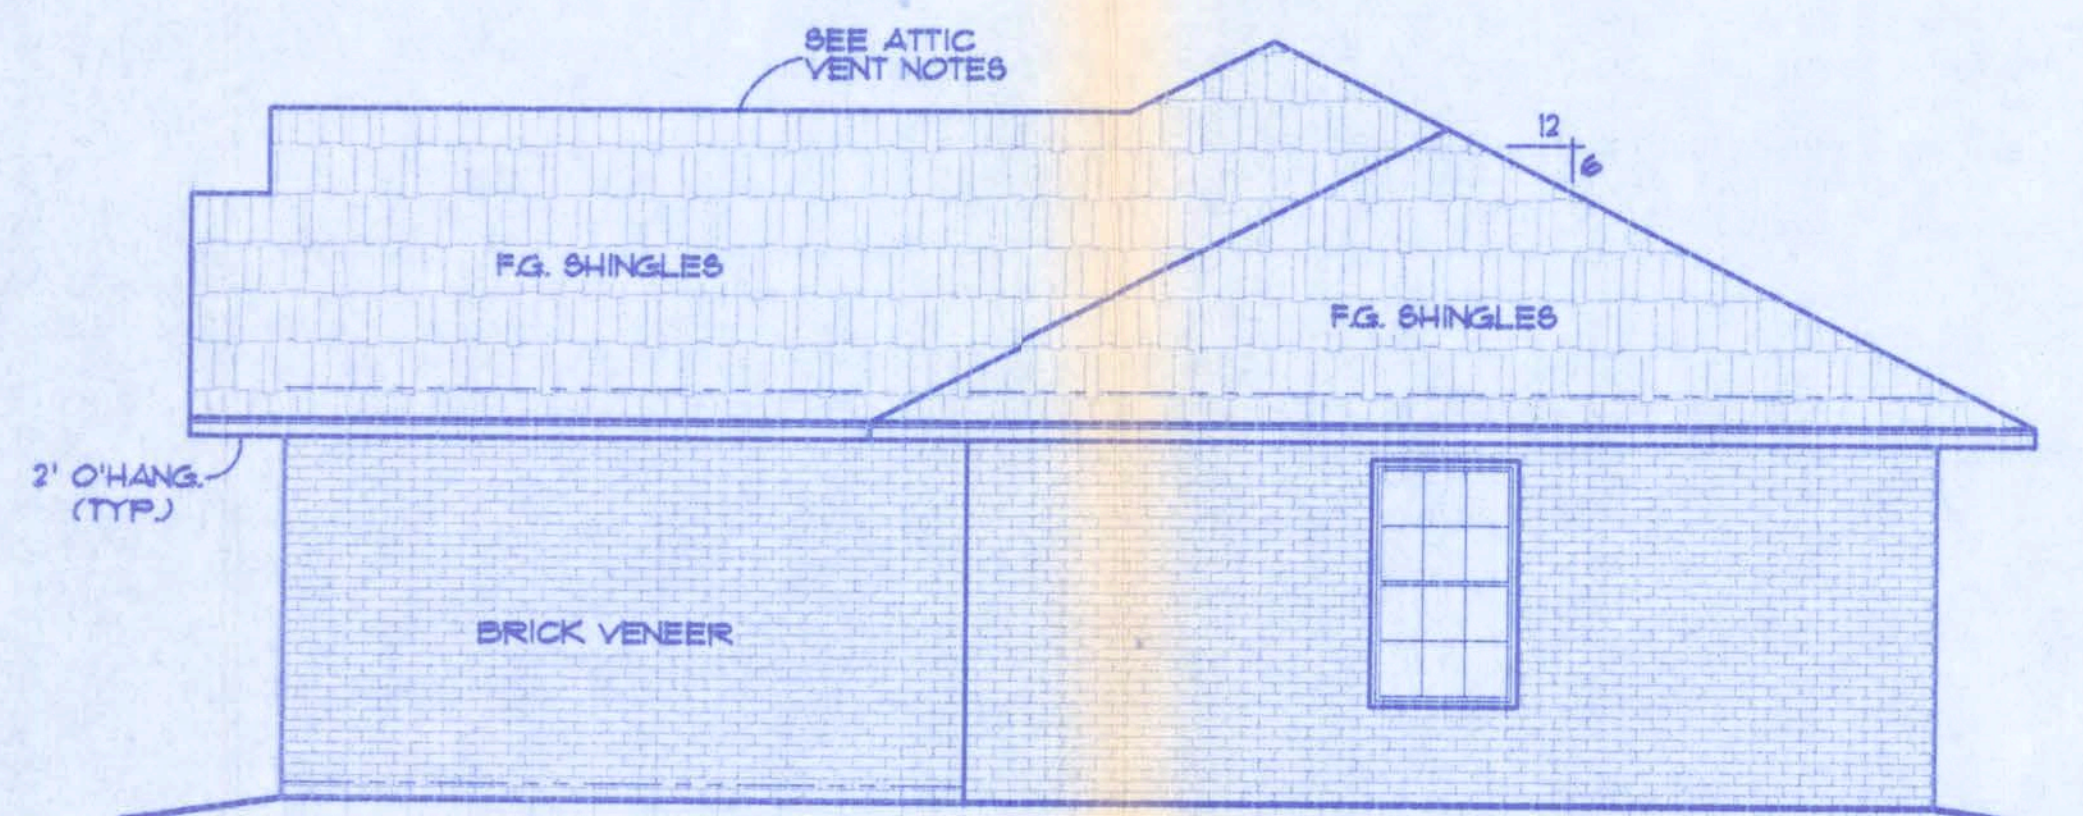 SEE ATTIC
VENT NOTES
12
6
F.G. SHINGLES
F.G. SHINGLES
2' O'HANG.
(TYP.)
BRICK VENEER